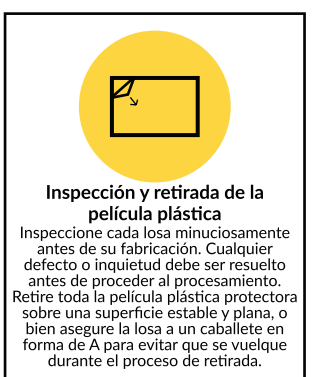 Inspección y retirada de la
película plástica
Inspeccione cada losa minuciosamente
antes de su fabricación. Cualquier
defecto o inquietud debe ser resuelto
antes de proceder al procesamiento.
Retire toda la película plástica protectora
sobre una superficie estable y plana, o
bien asegure la losa a un caballete en
forma de A para evitar que se vuelque
durante el proceso de retirada.